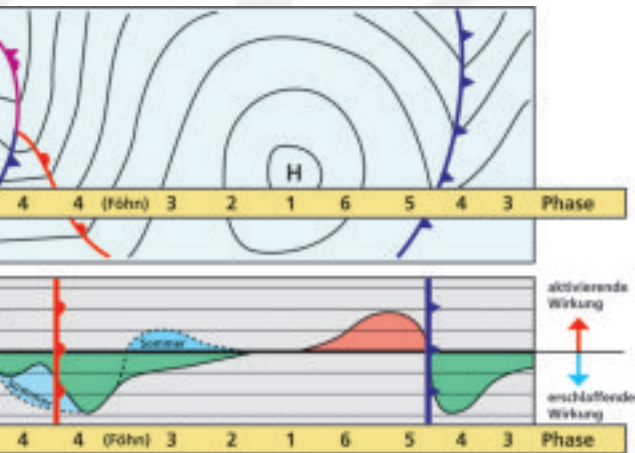 H
4 4 (Föhn) 3 2 1 6 5 4 3 Phase
aktivierende
Wirkung
Sommer
erschlaffende
Wirkung
4 4 (Föhn) 3 2 1 6 5 4 3 Phase